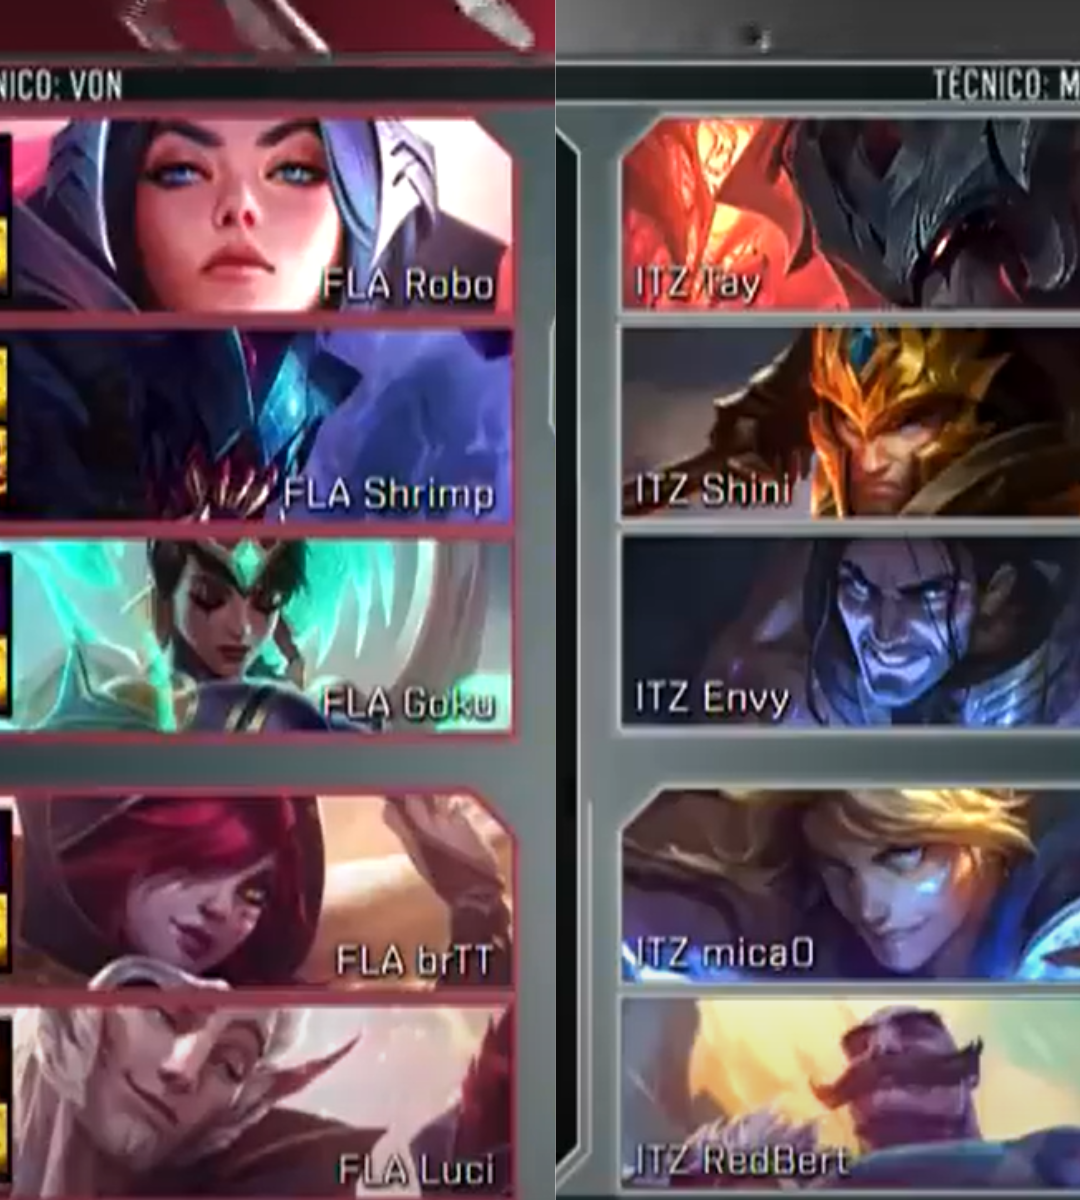 NICO: VON
TÉCNICO: M
FLA Robo
FLA Shrimp
FLA Goku
FLA brTT
FLA Luci
ITZ Tay
ITZ Shini
ITZ Envy
ITZ micaO
ITZ RedBert